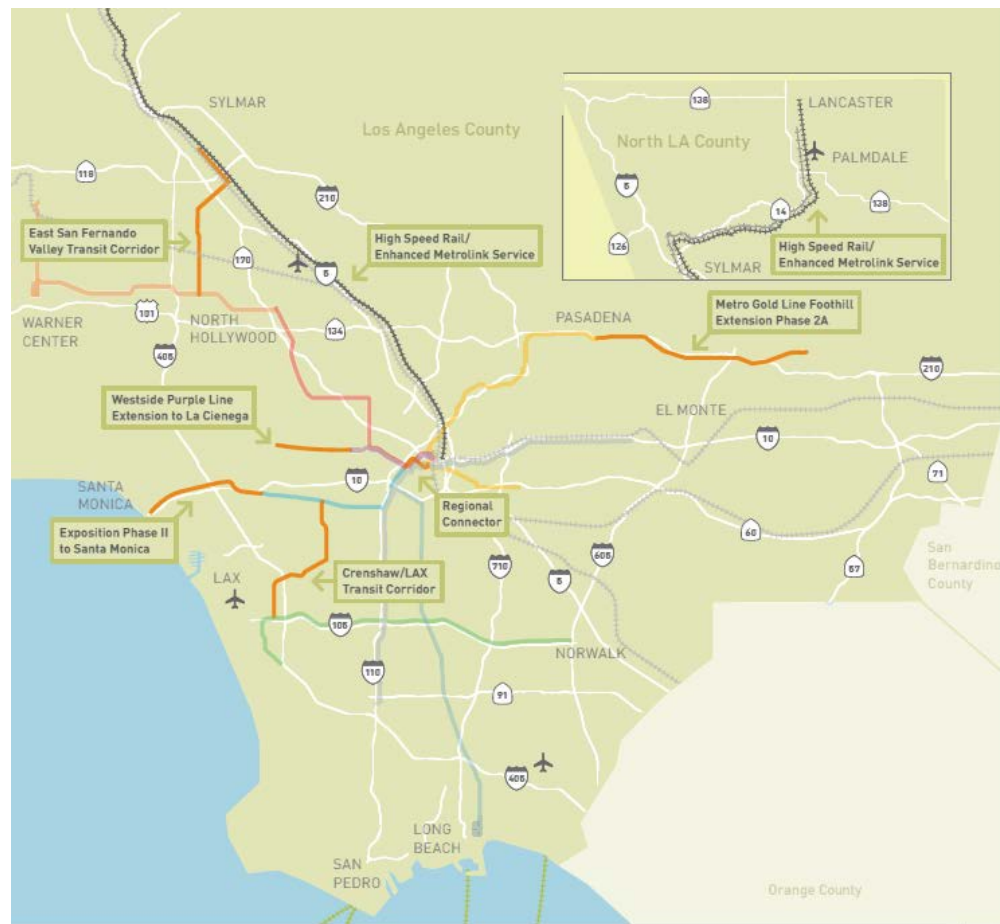 SYLMAR
Los Angeles County
118
210
East San Fernando
Valley Transit Corridor
170
High Speed Rail/
Enhanced Metrolink Service
5
138
LANCASTER
North LA County
5
PALMDALE
14
138
126
High Speed Rail/
Enhanced Metrolink Service
SYLMAR
WARNER
CENTER
101
NORTH
HOLLYWOOD
134
405
PASADENA
Metro Gold Line Foothill
Extension Phase 2A
210
Westside Purple Line
Extension to La Cienega
EL MONTE
10
71
SANTA
MONICA
10
Exposition Phase II
to Santa Monica
Regional
Connector
60
605
710
5
57
San
Bernardino
County
LAX
Crenshaw/LAX
Transit Corridor
105
NORWALK
110
91
405
LONG
BEACH
SAN
PEDRO
Orange County